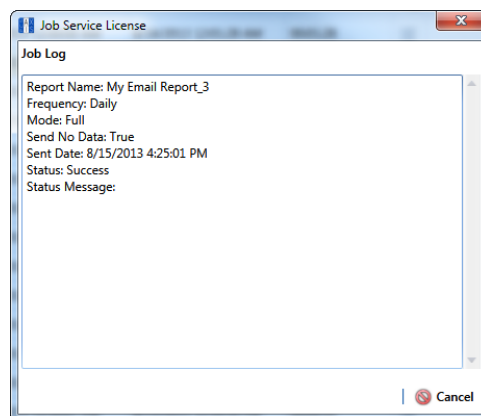 Job Service License
Job Log
Report Name: My Email Report_3
Frequency: Daily
Mode: Full
Send No Data: True
Sent Date: 8/15/2013 4:25:01 PM
Status: Success
Status Message:
Cancel